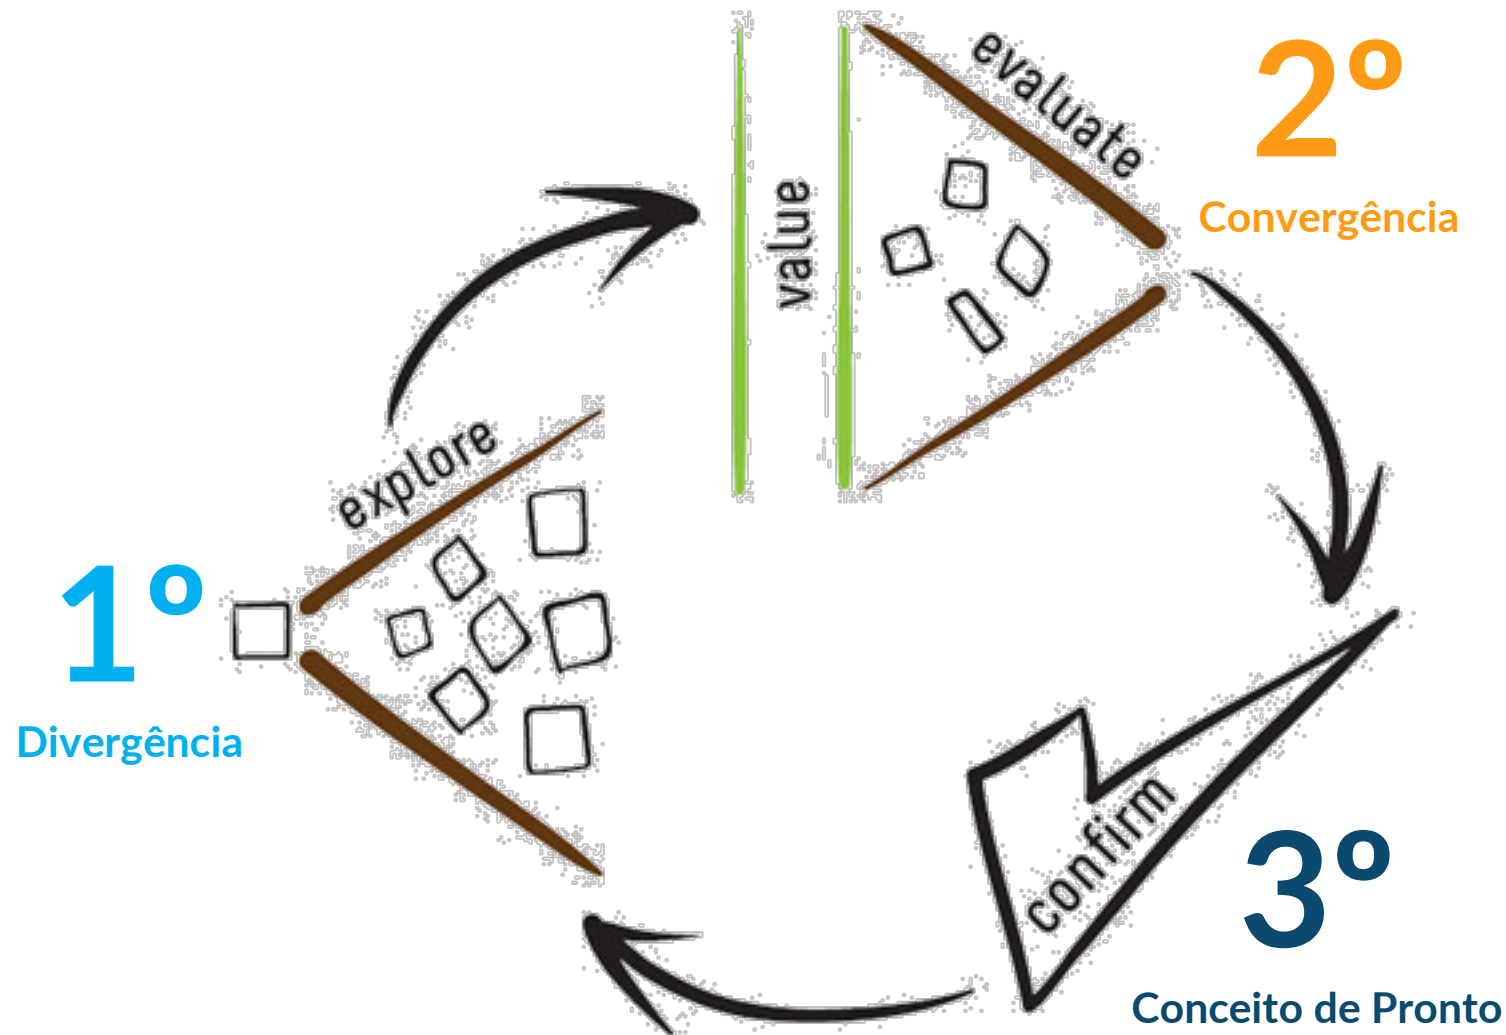 1º
Divergência
explore
value
evaluate
2º
Convergência
confirm
3º
Conceito de Pronto